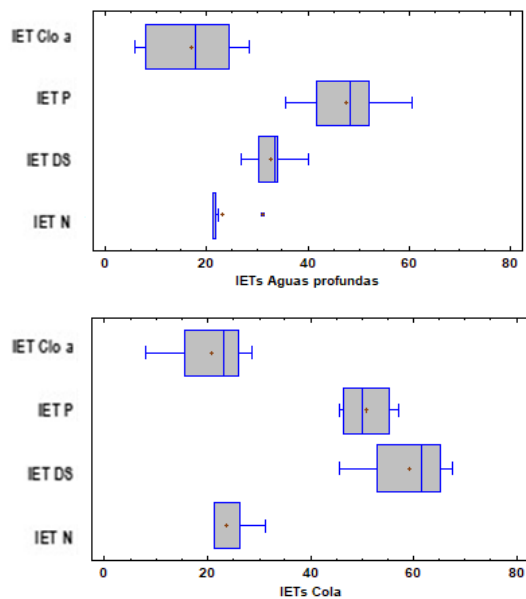 IET Clo a
IET P
IET DS
IET N
0 20 40 60 80
IETs Aguas profundas
IET Clo a
IET P
IET DS
IET N
0 20 40 60 80
IETs Cola